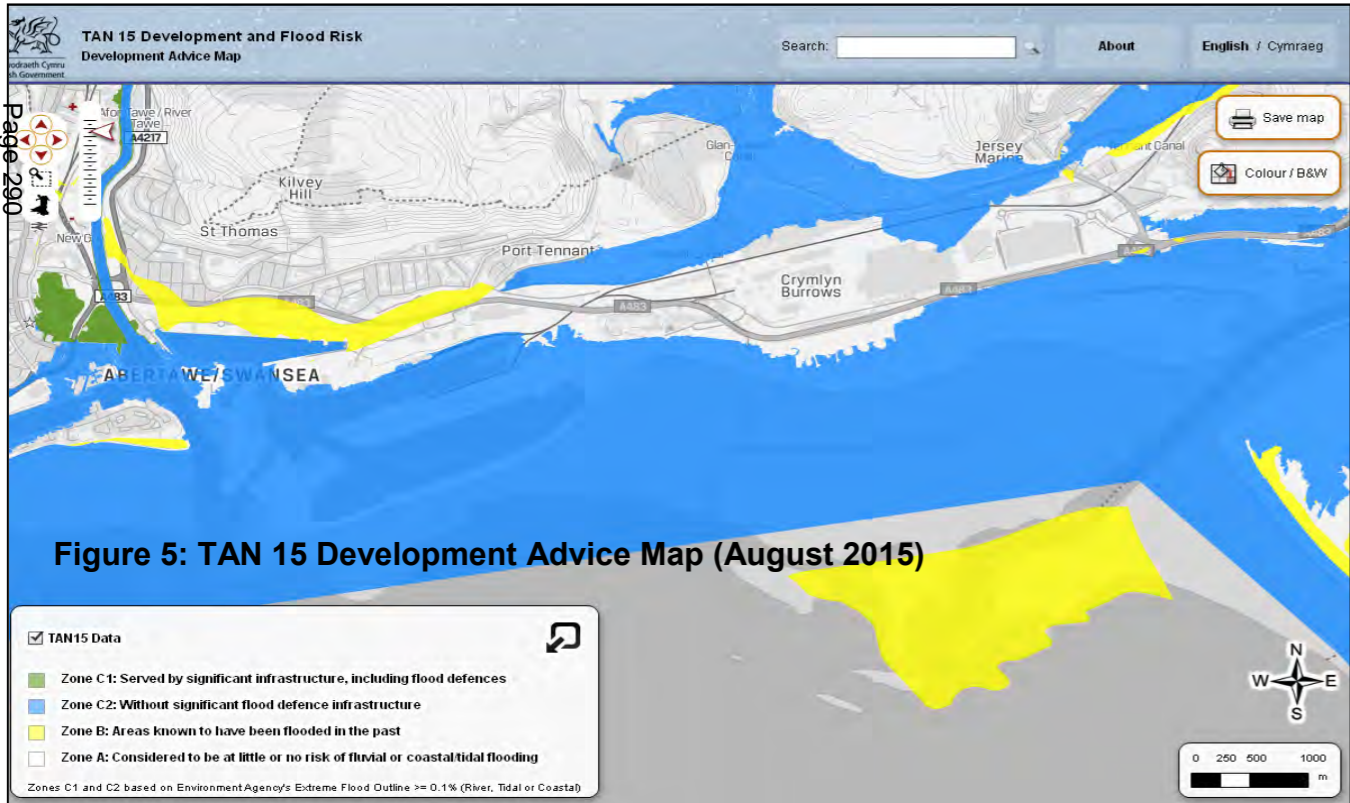 TAN 15 Development and Flood Risk
Development Advice Map
Search:
About
English / Cymraeg
Page 290
Tawe / River
Tawe
A4217
Kilvey
Hill
St Thomas
Port Tennant
Jersey
Marine
Canal
Save map
Colour / B&W
A483
A483
A483
A483
A483
Crymlyn
Burrows
ABERTAWE/SWANSEA
Figure 5: TAN 15 Development Advice Map (August 2015)
TAN15 Data
Zone C1: Served by significant infrastructure, including flood defences
Zone C2: Without significant flood defence infrastructure
Zone B: Areas known to have been flooded in the past
Zone A: Considered to be at little or no risk of fluvial or coastal/tidal flooding
Zones C1 and C2 based on Environment Agency's Extreme Flood Outline >= 0.1% (River, Tidal or Coastal)
N
W E
S
0 250 500 1000
m